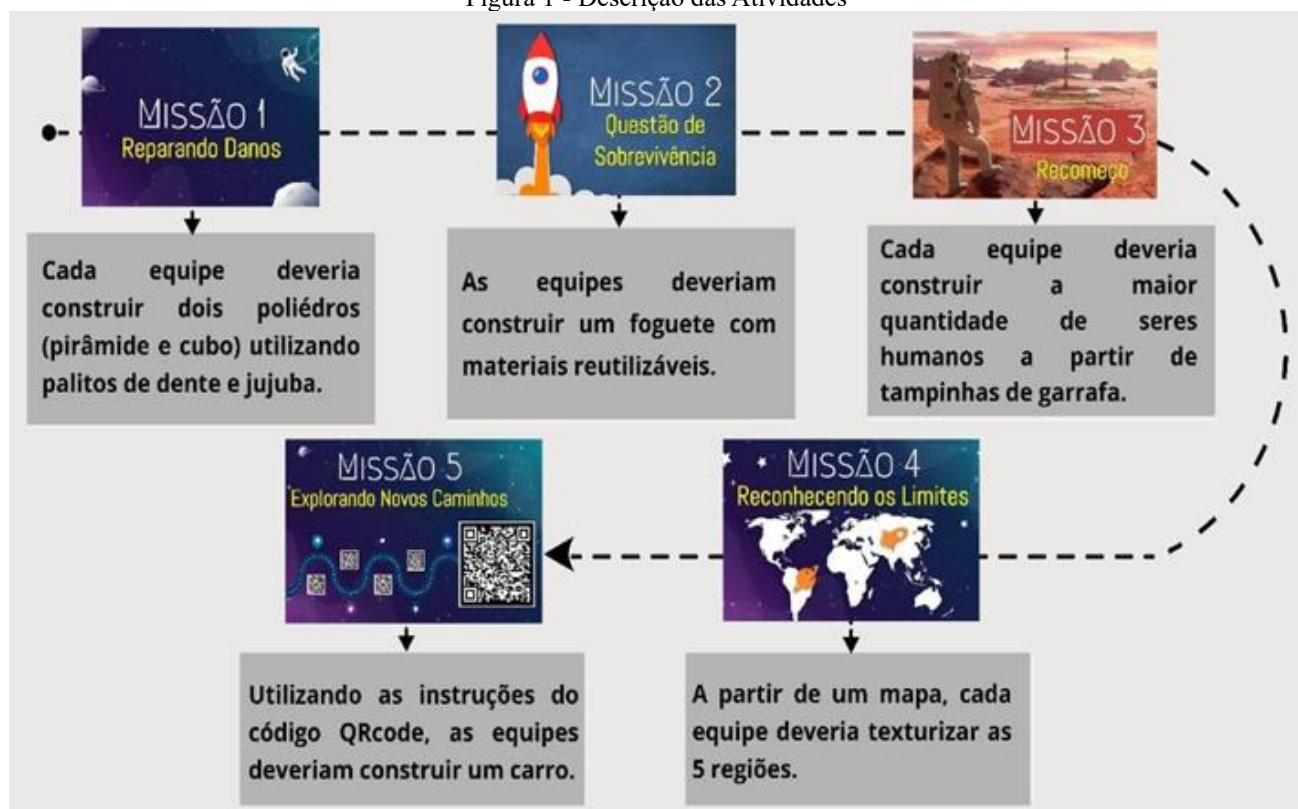 Figura 1 - Descrição das Atividades
MISSÃO 1
Reparando Danos
MISSÃO 2
Questão de
Sobrevivência
MISSÃO 3
Recomeço
Cada equipe deveria
construir dois poliédros
(pirâmide e cubo) utilizando
palitos de dente e jujuba.
As equipes deveriam
construir um foguete com
materiais reutilizáveis.
Cada equipe deveria
construir a maior
quantidade de seres
humanos a partir de
tampinhas de garrafa.
MISSÃO 5
Explorando Novos Caminhos
MISSÃO 4
Reconhecendo os Limites
Utilizando as instruções do
código QRcode, as equipes
deveriam construir um carro.
A partir de um mapa, cada
equipe deveria texturizar as
5 regiões.